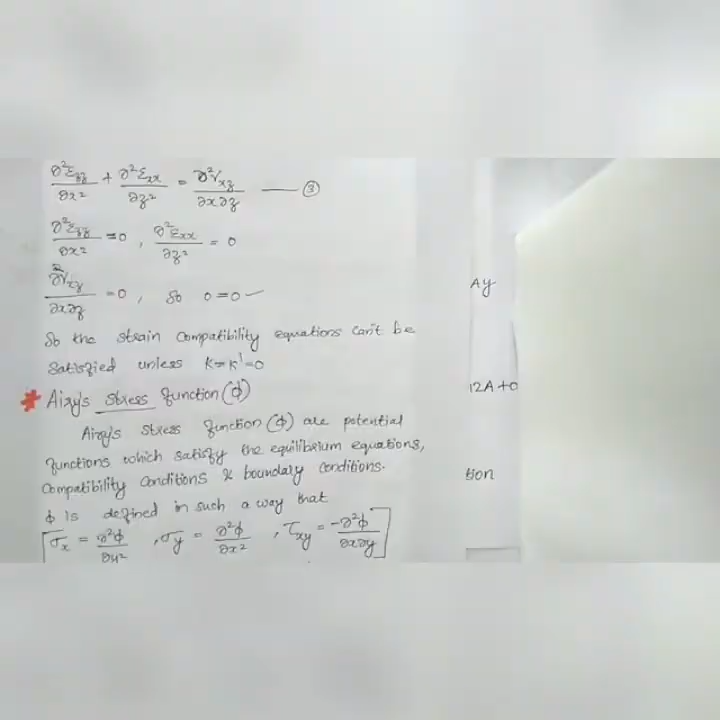 ∂²εzz/∂x² + ∂²εxx/∂z² = ∂²γxz/∂x∂z —— ③
∂²εzz/∂x² = 0 , ∂²εxx/∂z² = 0
∂²γxz/∂x∂z = 0 , So 0 = 0
So the strain compatibility equations can't be
satisfied unless K = K' = 0
* Airy's stress function (ϕ)
Airy's stress function (ϕ) are potential
functions which satisfy the equilibrium equations,
compatibility conditions & boundary conditions.
ϕ is defined in such a way that
[σx = ∂²ϕ/∂y² , σy = ∂²ϕ/∂x² , τxy = -∂²ϕ/∂x∂y]
Ay
12A+0
tion